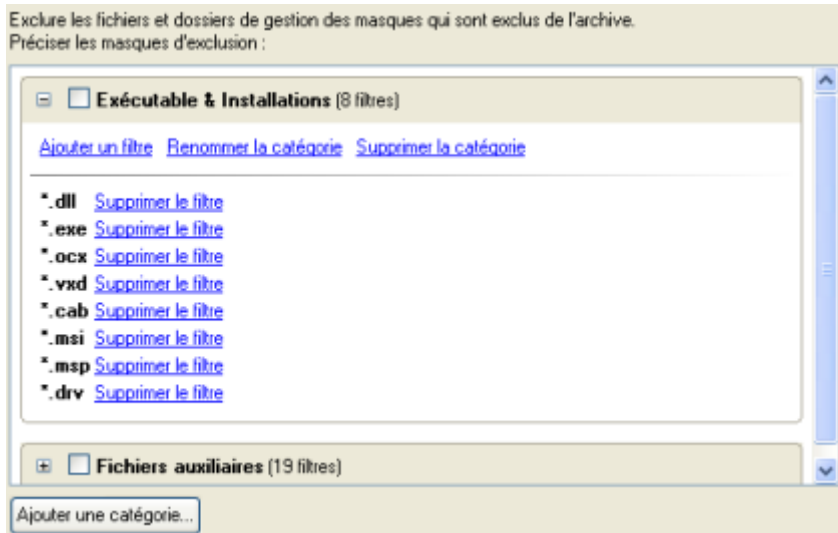 Exclure les fichiers et dossiers de gestion des masques qui sont exclus de l'archive.
Préciser les masques d'exclusion :
Exécutable & Installations (8 filtres)
Ajouter un filtre Renommer la catégorie Supprimer la catégorie
*.dll Supprimer le filtre
*.exe Supprimer le filtre
*.ocx Supprimer le filtre
*.vxd Supprimer le filtre
*.cab Supprimer le filtre
*.msi Supprimer le filtre
*.msp Supprimer le filtre
*.drv Supprimer le filtre
Fichiers auxiliaires (19 filtres)
Ajouter une catégorie...